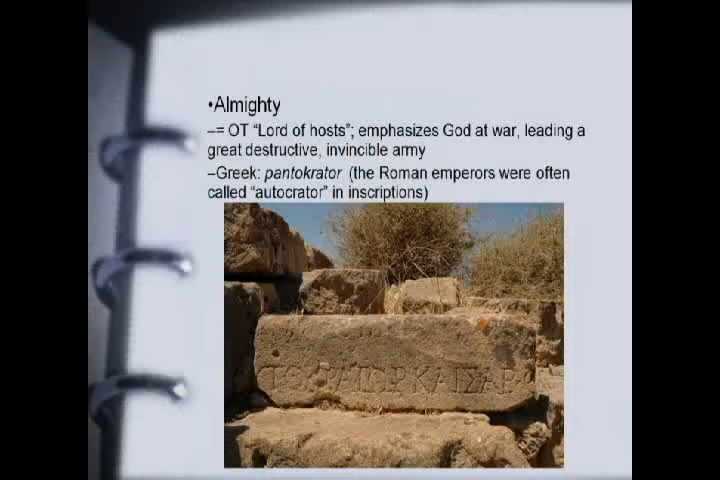 •Almighty
–= OT “Lord of hosts”; emphasizes God at war, leading a
great destructive, invincible army
–Greek: pantokrator (the Roman emperors were often
called “autocrator” in inscriptions)
ΤΟΚΡΑΤΩΡΚΑΙΣΑΡ